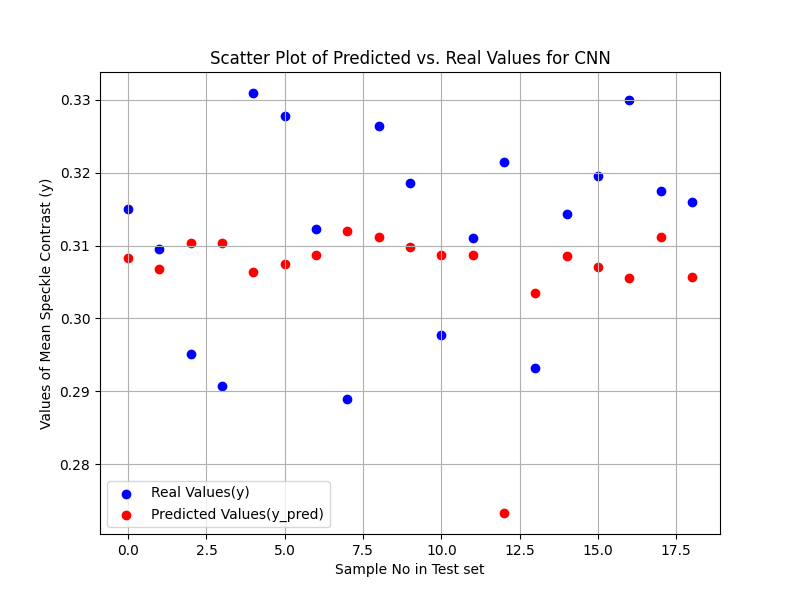 Scatter Plot of Predicted vs. Real Values for CNN
Values of Mean Speckle Contrast (y)
0.33
0.32
0.31
0.30
0.29
0.28
Real Values(y)
Predicted Values(y_pred)
0.0 2.5 5.0 7.5 10.0 12.5 15.0 17.5
Sample No in Test set